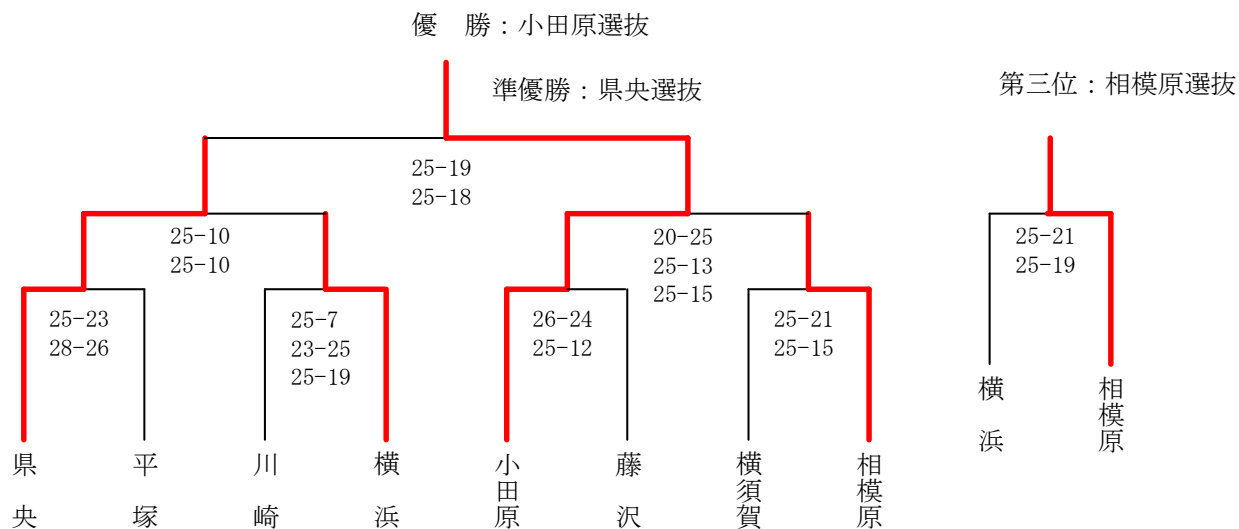 優　勝：小田原選抜
準優勝：県央選抜
第三位：相模原選抜
25-19
25-18
25-10
25-10
20-25
25-13
25-15
25-21
25-19
25-23
28-26
25-7
23-25
25-19
26-24
25-12
25-21
25-15
横　浜
相模原
県　央
平　塚
川　崎
横　浜
小田原
藤　沢
横須賀
相模原